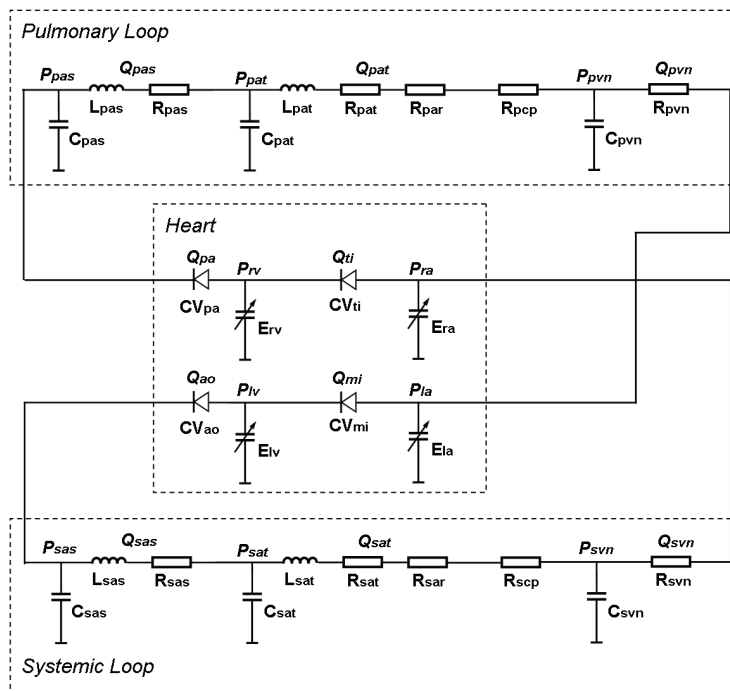 Pulmonary Loop
Ppas Qpas Ppat Qpat Ppvn Qpvn
Lpas Rpas Lpat Rpat Rpar Rpcp Rpvn
Cpas Cpat Cpvn
Heart
Qpa Prv Qti Pra
CVpa Erv CVti Era
Qao Plv Qmi Pla
CVao Elv CVmi Ela
Psas Qsas Psat Qsat Psvn Qsvn
Lsas Rsas Lsat Rsat Rsar Rscp Rsvn
Csas Csat Csvn
Systemic Loop